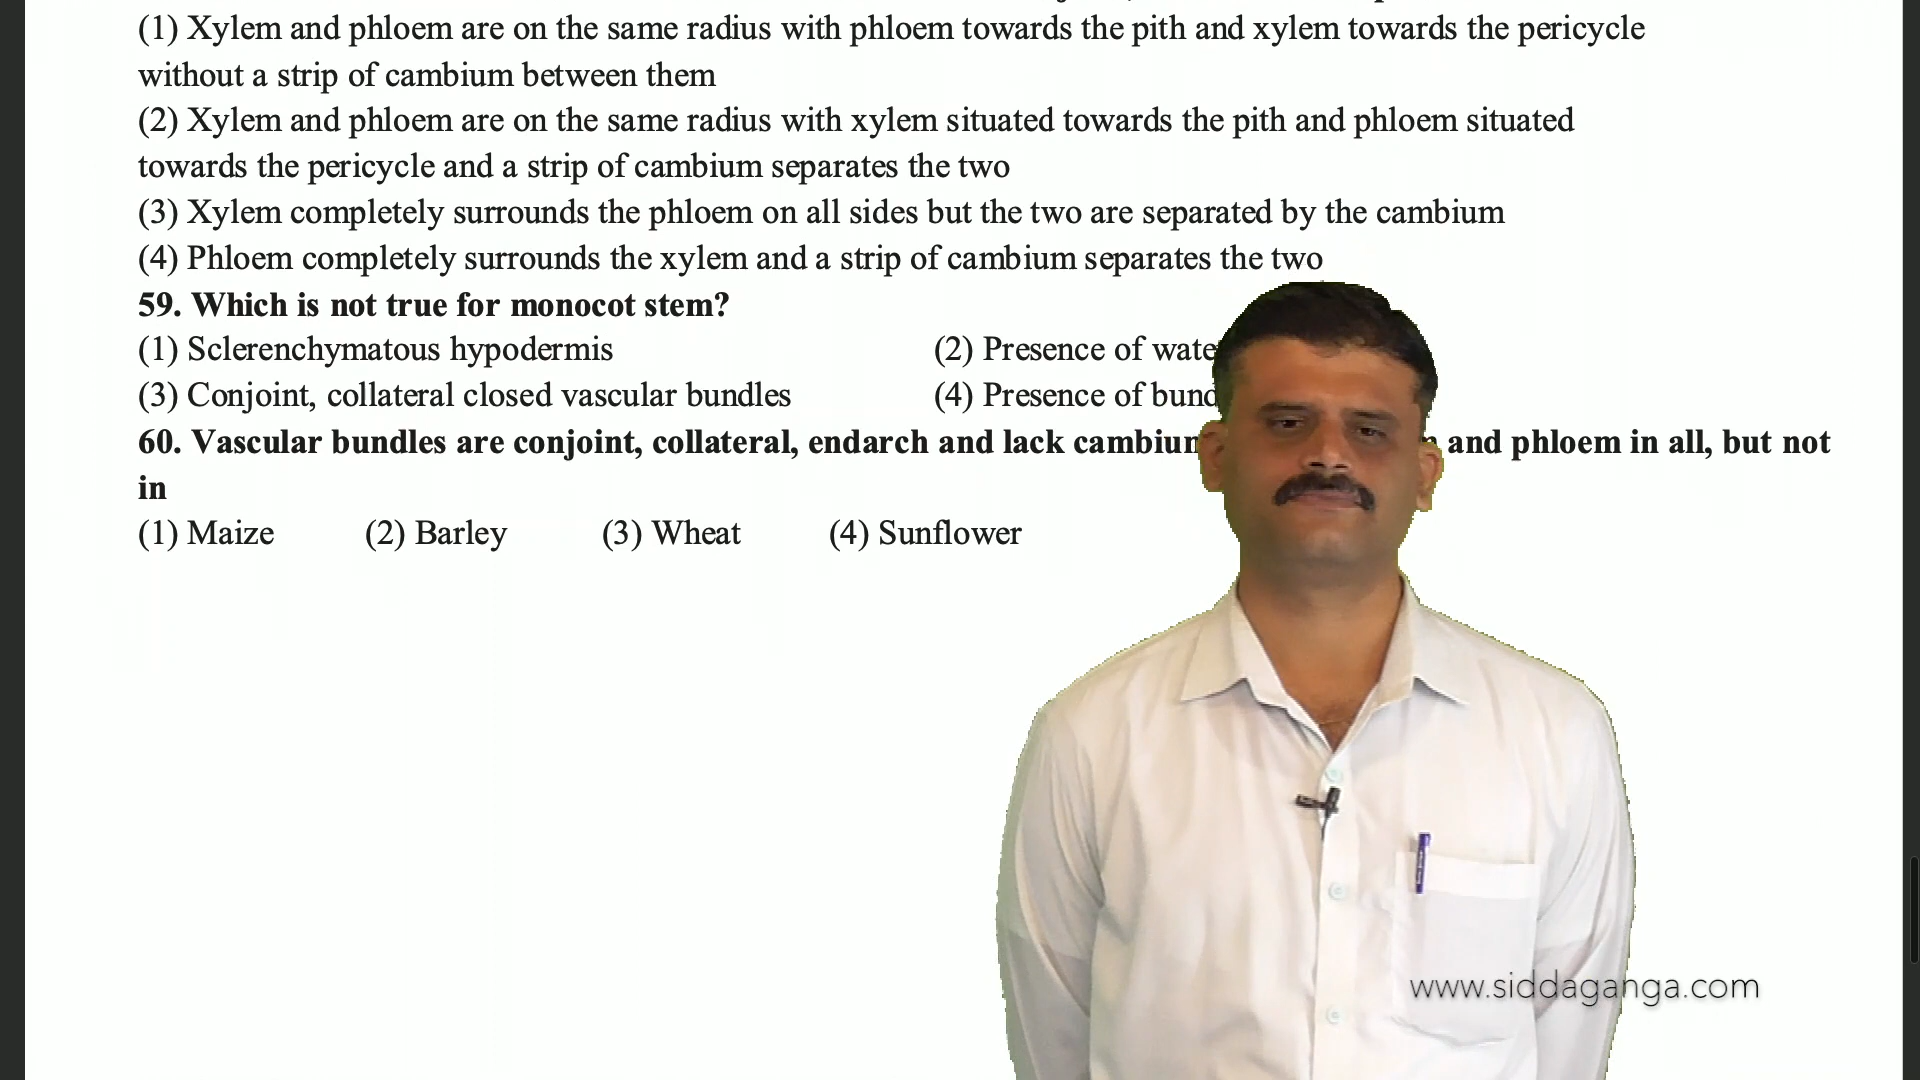 (1) Xylem and phloem are on the same radius with phloem towards the pith and xylem towards the pericycle
without a strip of cambium between them
(2) Xylem and phloem are on the same radius with xylem situated towards the pith and phloem situated
towards the pericycle and a strip of cambium separates the two
(3) Xylem completely surrounds the phloem on all sides but the two are separated by the cambium
(4) Phloem completely surrounds the xylem and a strip of cambium separates the two
59. Which is not true for monocot stem?
(1) Sclerenchymatous hypodermis (2) Presence of
(3) Conjoint, collateral closed vascular bundles (4) Presence of
60. Vascular bundles are conjoint, collateral, endarch and lack and phloem in all, but not
in
(1) Maize (2) Barley (3) Wheat (4) Sunflower
www.siddaganga.com